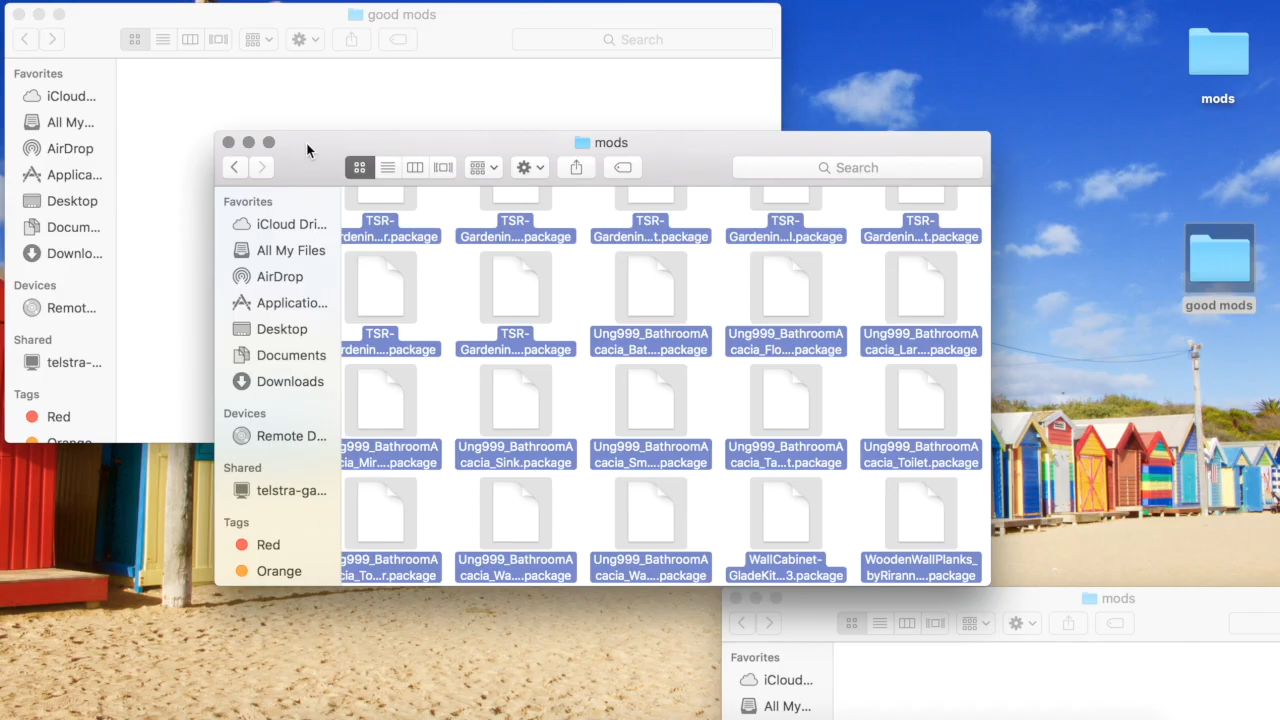 good mods
Search
Favorites
iCloud...
All My...
AirDrop
Applica...
Desktop
Docum...
Downlo...
Devices
Remot...
Shared
telstra-...
Tags
Red
Orange
mods
good mods
mods
Search
Favorites
iCloud Dri...
All My Files
AirDrop
Applicatio...
Desktop
Documents
Downloads
Devices
Remote D...
Shared
telstra-ga...
Tags
Red
Orange
TSR-
rdenin...r.package
TSR-
Gardenin....package
TSR-
Gardenin...t.package
TSR-
Gardenin...l.package
TSR-
Gardenin...t.package
TSR-
rdenin....package
TSR-
Gardenin....package
Ung999_BathroomA
cacia_Bat....package
Ung999_BathroomA
cacia_Flo....package
Ung999_BathroomA
cacia_Lar....package
g999_BathroomA
cia_Mir....package
Ung999_BathroomA
cacia_Sink.package
Ung999_BathroomA
cacia_Sm....package
Ung999_BathroomA
cacia_Ta...t.package
Ung999_BathroomA
cacia_Toilet.package
g999_BathroomA
cia_To...r.package
Ung999_BathroomA
cacia_Wa....package
Ung999_BathroomA
cacia_Wa....package
WallCabinet-
GladeKit...3.package
WoodenWallPlanks_
byRirann....package
mods
Favorites
iCloud...
All My...